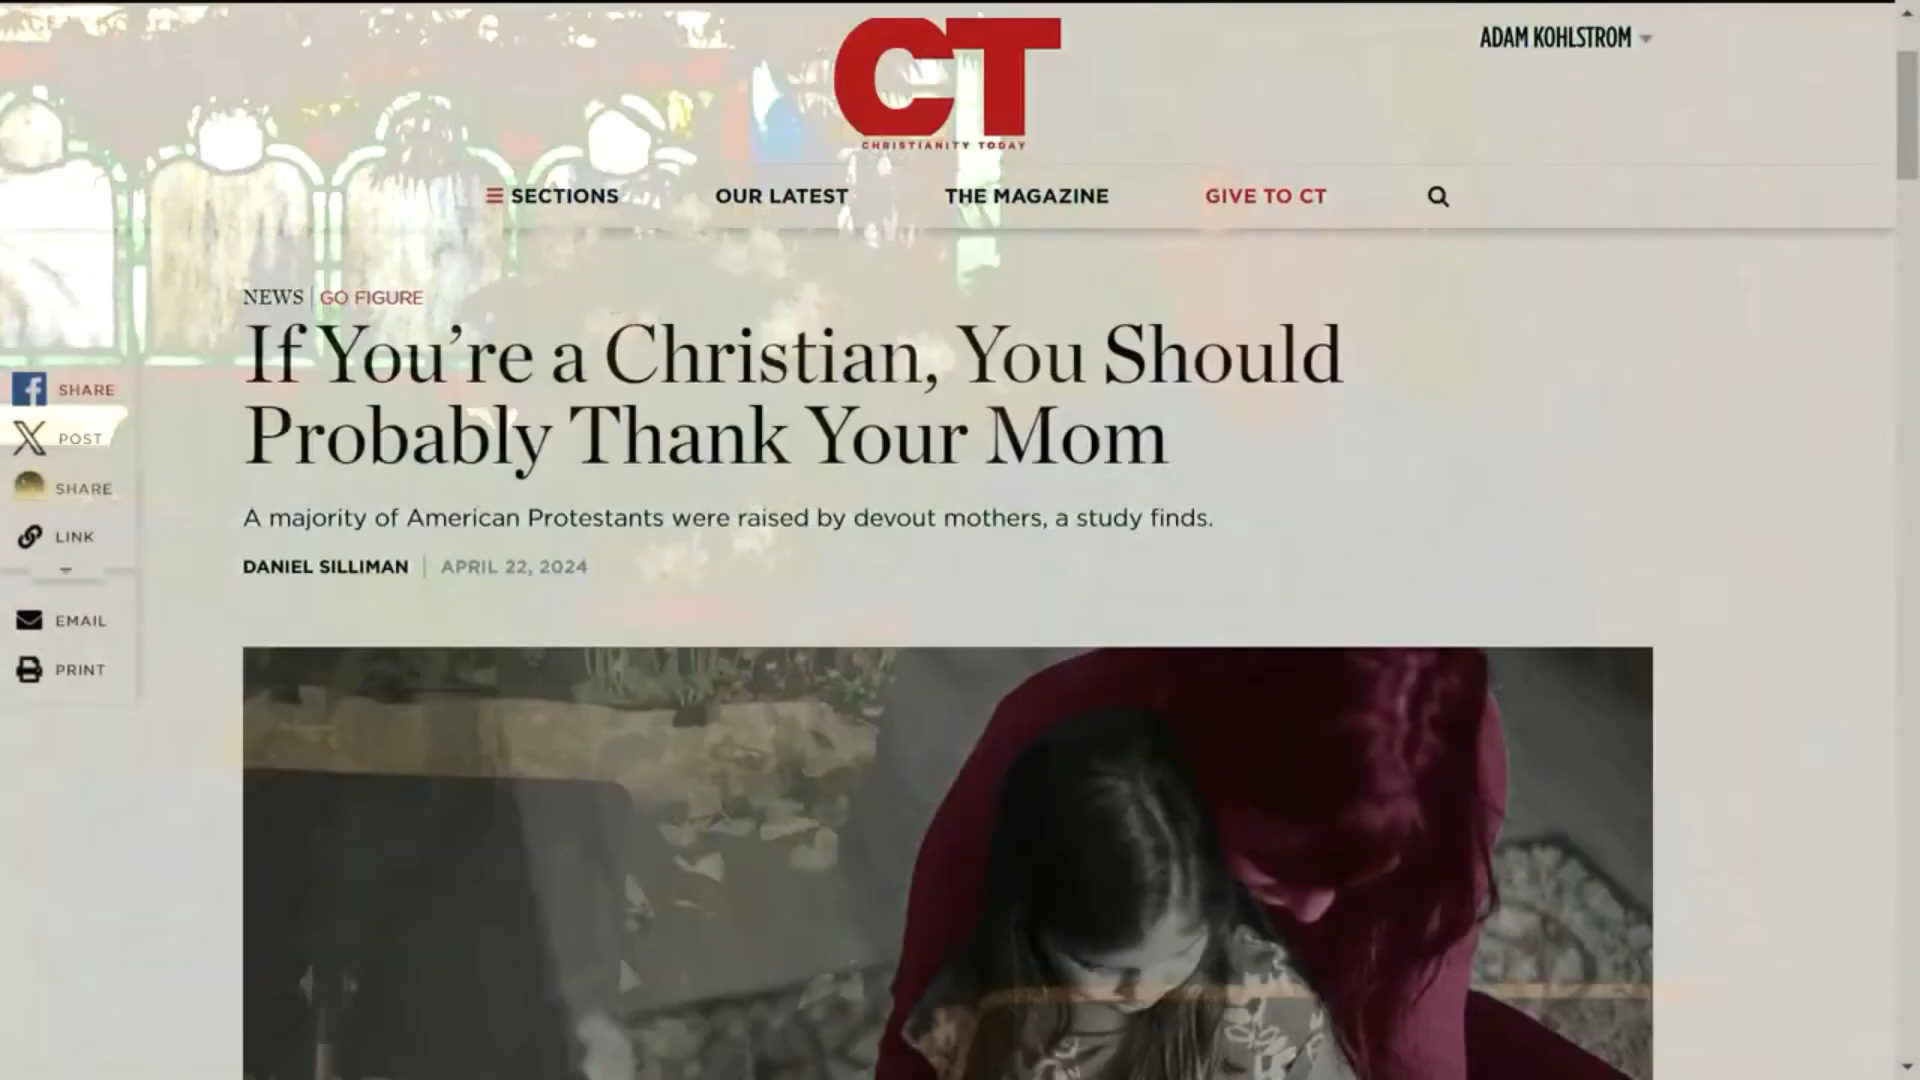 CT
CHRISTIANITY TODAY
ADAM KOHLSTROM
SECTIONS
OUR LATEST
THE MAGAZINE
GIVE TO CT
NEWS | GO FIGURE
If You’re a Christian, You Should
Probably Thank Your Mom
A majority of American Protestants were raised by devout mothers, a study finds.
DANIEL SILLIMAN | APRIL 22, 2024
SHARE
POST
SHARE
LINK
EMAIL
PRINT